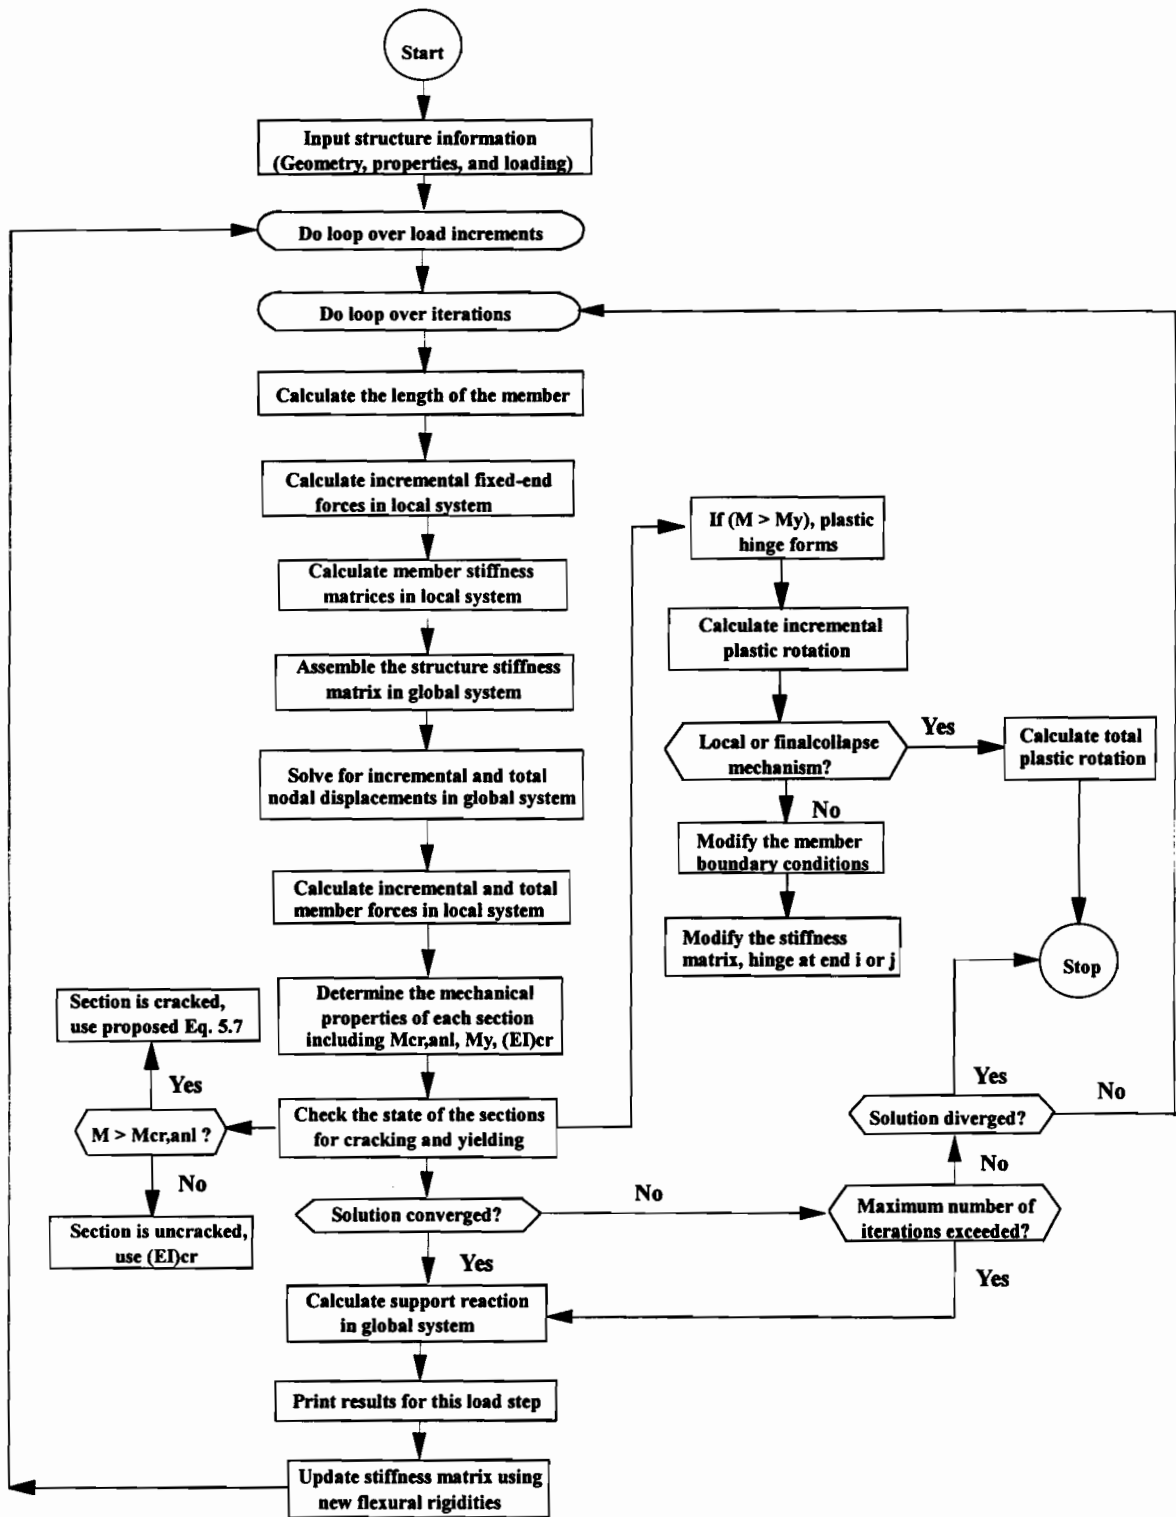 Start
Input structure information
(Geometry, properties, and loading)
Do loop over load increments
Do loop over iterations
Calculate the length of the member
Calculate incremental fixed-end
forces in local system
Calculate member stiffness
matrices in local system
Assemble the structure stiffness
matrix in global system
Solve for incremental and total
nodal displacements in global system
Calculate incremental and total
member forces in local system
Determine the mechanical
properties of each section
including Mcr,anl, My, (EI)cr
Check the state of the sections
for cracking and yielding
Section is cracked,
use proposed Eq. 5.7
Yes
M > Mcr,anl ?
No
Section is uncracked,
use (EI)cr
If (M > My), plastic
hinge forms
Calculate incremental
plastic rotation
Local or finalcollapse
mechanism?
Yes
Calculate total
plastic rotation
No
Modify the member
boundary conditions
Modify the stiffness
matrix, hinge at end i or j
Stop
Yes
No
Solution diverged?
No
Solution converged?
No
Maximum number of
iterations exceeded?
Yes
Yes
Calculate support reaction
in global system
Print results for this load step
Update stiffness matrix using
new flexural rigidities